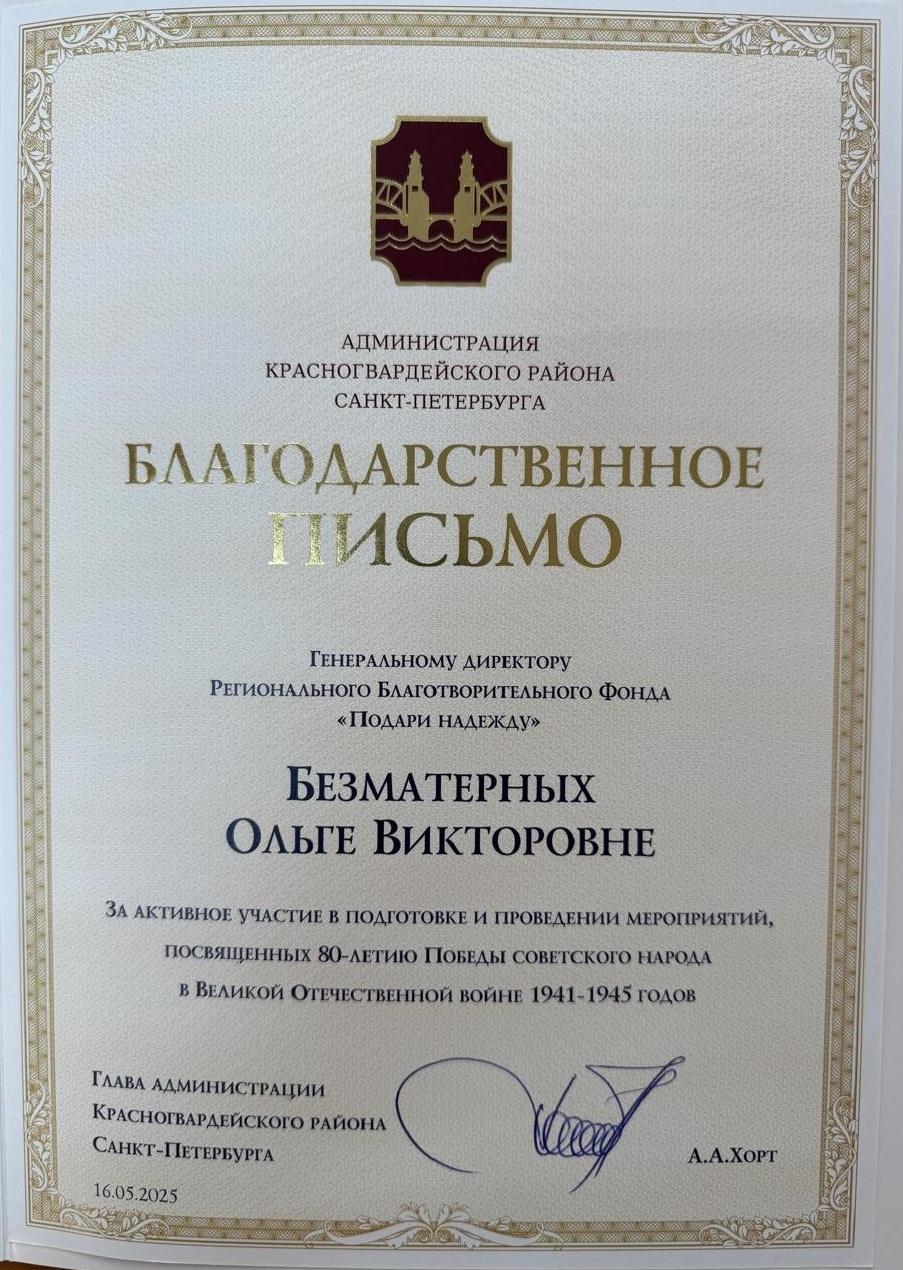 АДМИНИСТРАЦИЯ
КРАСНОГВАРДЕЙСКОГО РАЙОНА
САНКТ-ПЕТЕРБУРГА
БЛАГОДАРСТВЕННОЕ
ПИСЬМО
Генеральному директору
Регионального Благотворительного Фонда
«Подари надежду»
Безматерных
Ольге Викторовне
За активное участие в подготовке и проведении мероприятий,
посвященных 80-летию Победы советского народа
в Великой Отечественной войне 1941-1945 годов
Глава администрации
Красногвардейского района
Санкт-Петербурга
А.А.Хорт
16.05.2025